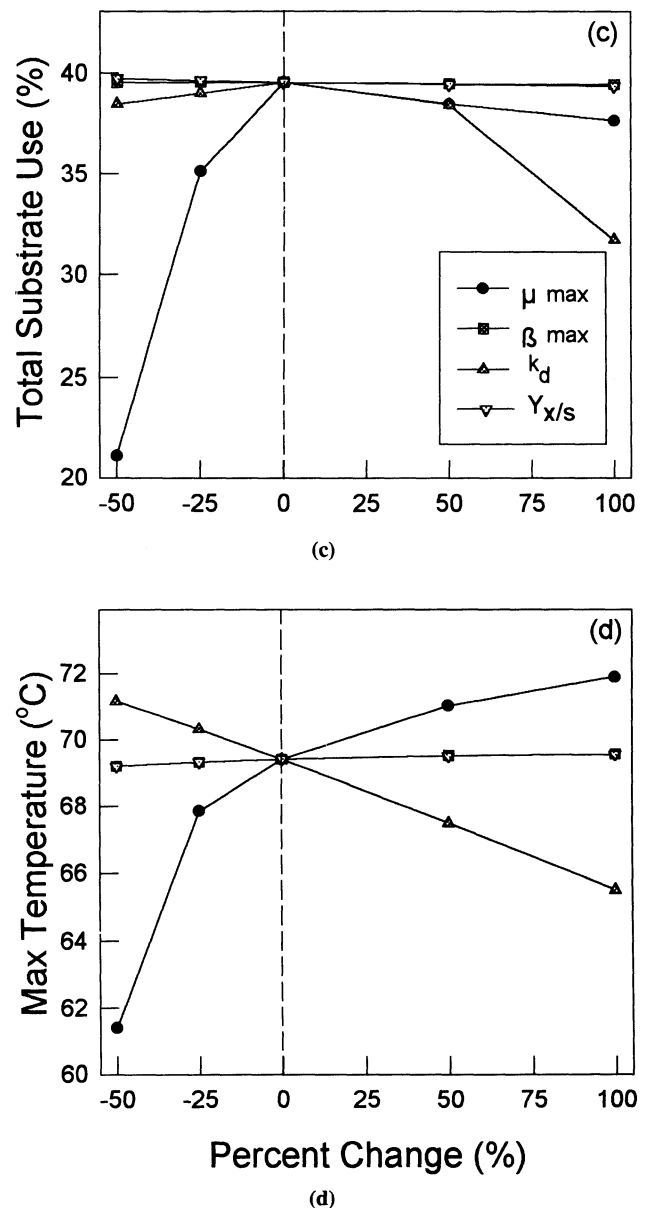 (c)
Total Substrate Use (%)
40
35
30
25
20
μ max
ß max
k_d
Y_x/s
-50 -25 0 25 50 75 100
(c)
(d)
Max Temperature (°C)
72
70
68
66
64
62
60
-50 -25 0 25 50 75 100
Percent Change (%)
(d)